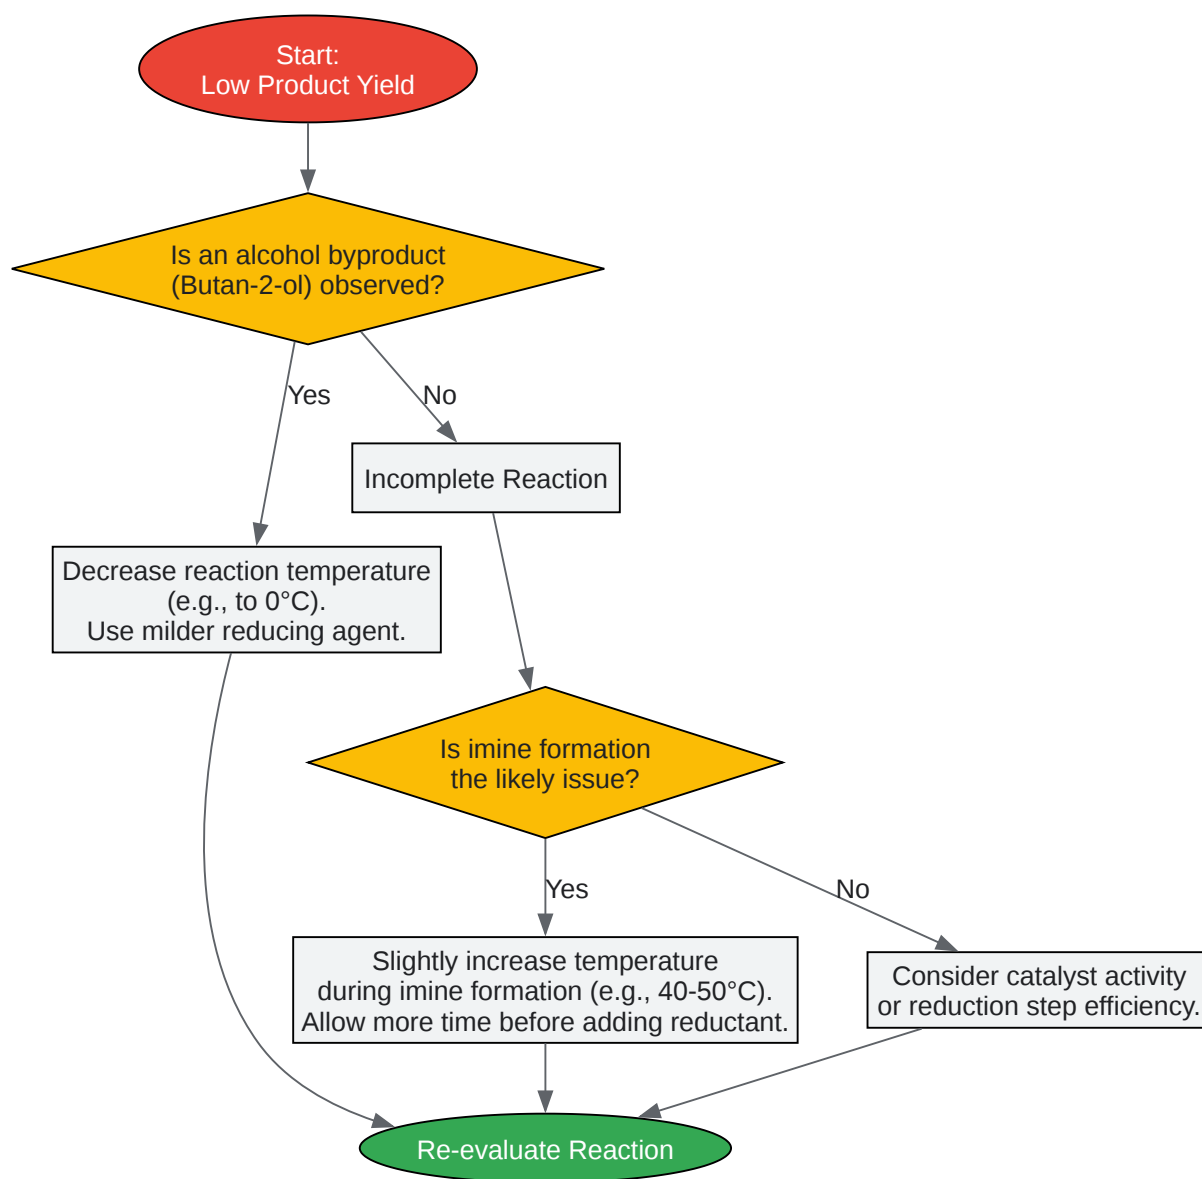 Start:
Low Product Yield
Is an alcohol byproduct
(Butan-2-ol) observed?
Yes
No
Incomplete Reaction
Decrease reaction temperature
(e.g., to 0°C).
Use milder reducing agent.
Is imine formation
the likely issue?
Yes
No
Slightly increase temperature
during imine formation (e.g., 40-50°C).
Allow more time before adding reductant.
Consider catalyst activity
or reduction step efficiency.
Re-evaluate Reaction